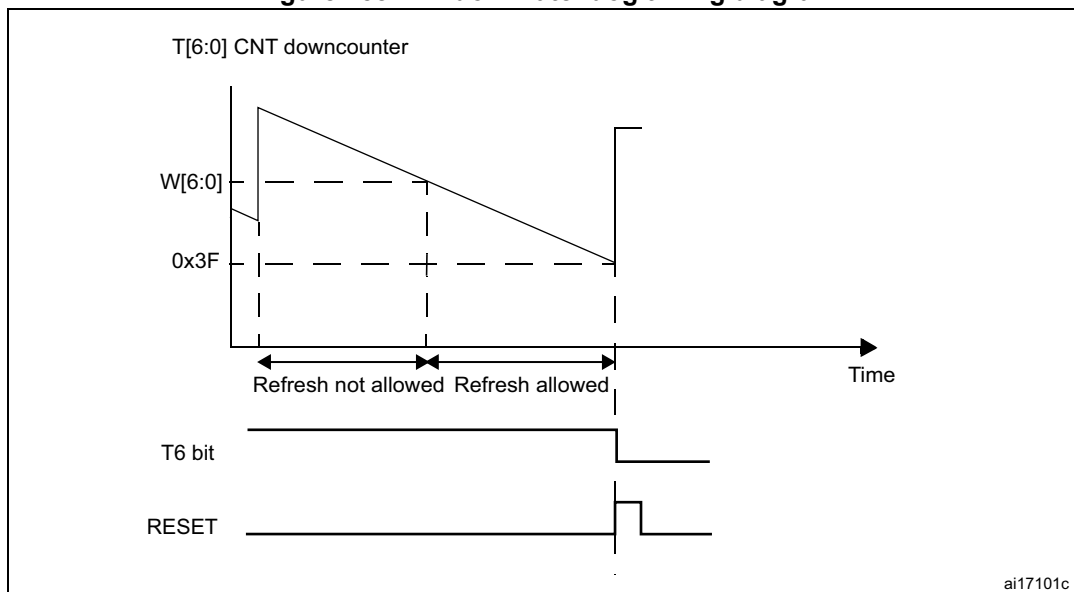 T[6:0] CNT downcounter
W[6:0]
0x3F
Refresh not allowed
Refresh allowed
Time
T6 bit
RESET
ai17101c